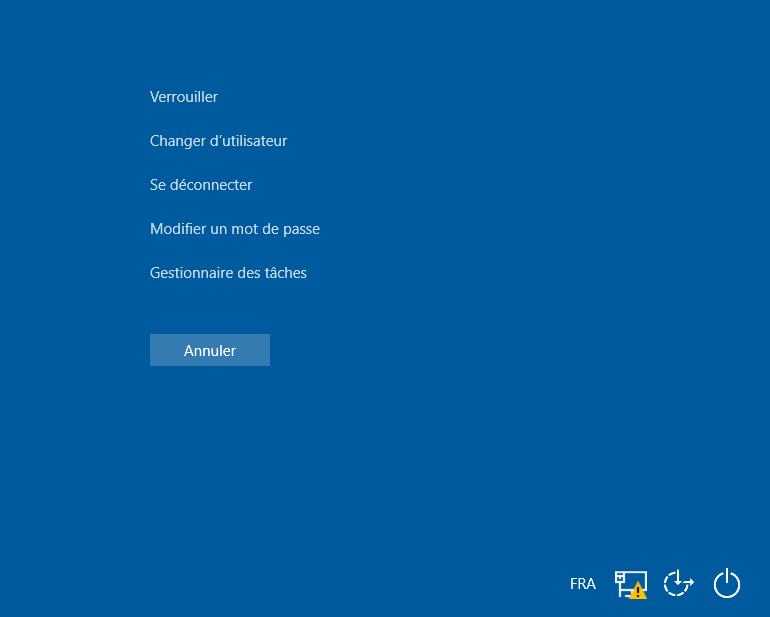 Verrouiller
Changer d’utilisateur
Se déconnecter
Modifier un mot de passe
Gestionnaire des tâches
Annuler
FRA